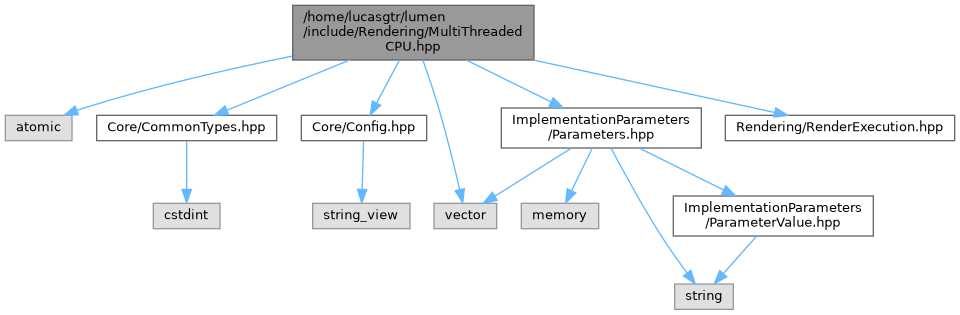 /home/lucasgtr/lumen
/include/Rendering/MultiThreaded
CPU.hpp
atomic
Core/CommonTypes.hpp
Core/Config.hpp
ImplementationParameters
/Parameters.hpp
Rendering/RenderExecution.hpp
cstdint
string_view
vector
memory
ImplementationParameters
/ParameterValue.hpp
string